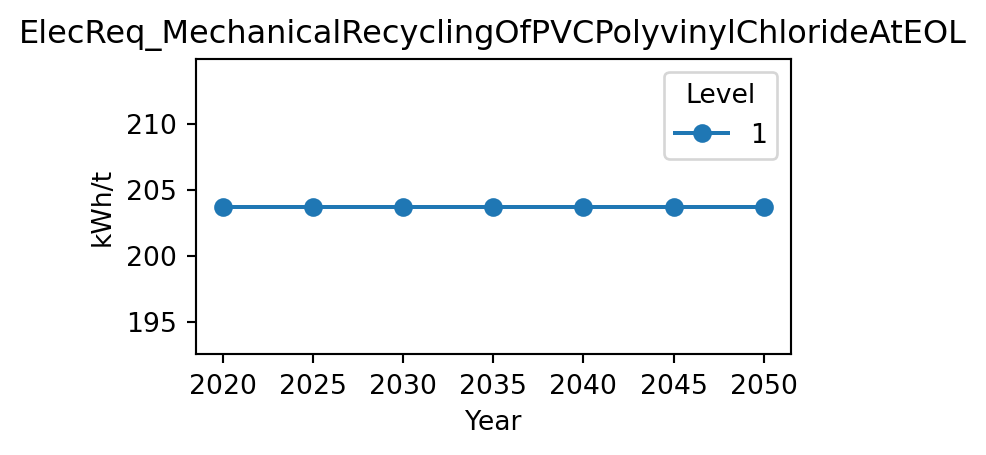 ElecReq_MechanicalRecyclingOfPVCPolyvinylChlorideAtEOL
Level
1
210
205
200
195
kWh/t
2020 2025 2030 2035 2040 2045 2050
Year